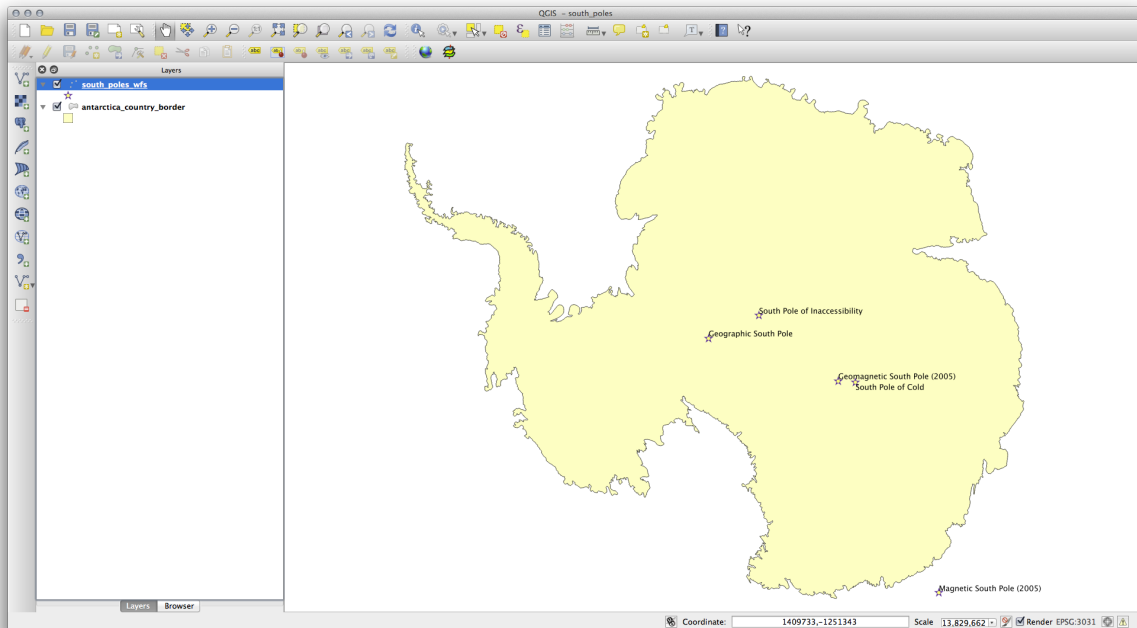 QGIS - south_poles
Layers
south_poles_wfs
antarctica_country_border
South Pole of Inaccessibility
Geographic South Pole
Geomagnetic South Pole (2005)
South Pole of Cold
Magnetic South Pole (2005)
Layers Browser
Coordinate: 1409733,-1251343 Scale 13,829,662 Render EPSG:3031